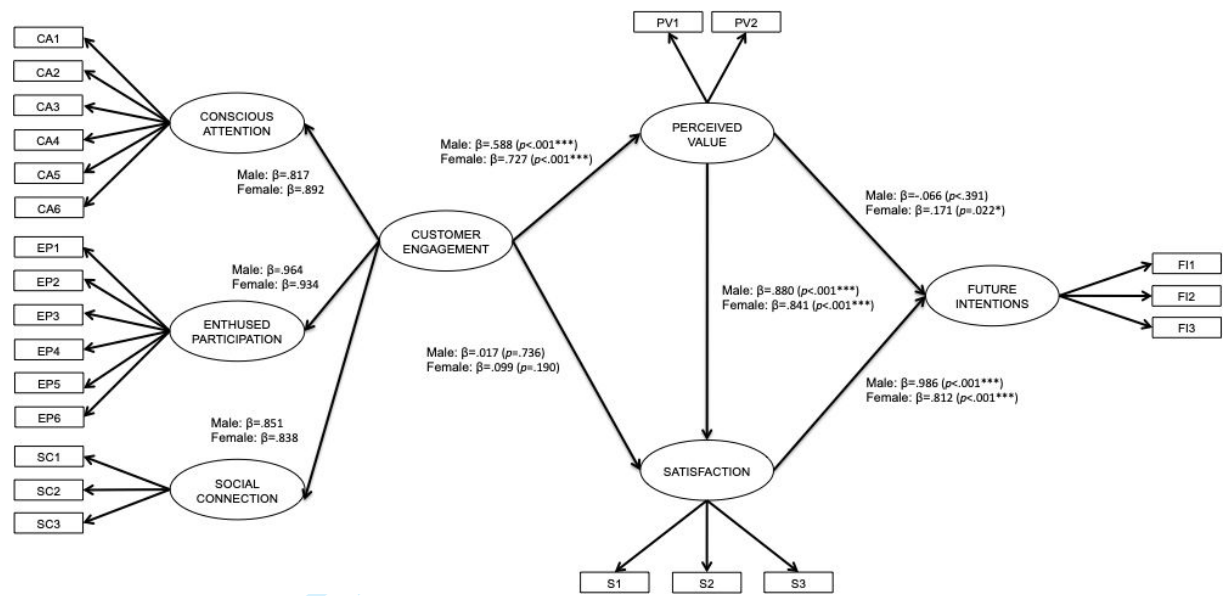 CA1
CA2
CA3
CA4
CA5
CA6
CONSCIOUS
ATTENTION
Male: β=.817
Female: β=.892
EP1
EP2
EP3
EP4
EP5
EP6
ENTHUSED
PARTICIPATION
Male: β=.964
Female: β=.934
SC1
SC2
SC3
SOCIAL
CONNECTION
Male: β=.851
Female: β=.838
CUSTOMER
ENGAGEMENT
Male: β=.588 (p<.001***)
Female: β=.727 (p<.001***)
Male: β=.017 (p=.736)
Female: β=.099 (p=.190)
PV1
PV2
PERCEIVED
VALUE
Male: β=.880 (p<.001***)
Female: β=.841 (p<.001***)
SATISFACTION
S1
S2
S3
Male: β=-.066 (p<.391)
Female: β=.171 (p=.022*)
Male: β=.986 (p<.001***)
Female: β=.812 (p<.001***)
FUTURE
INTENTIONS
FI1
FI2
FI3